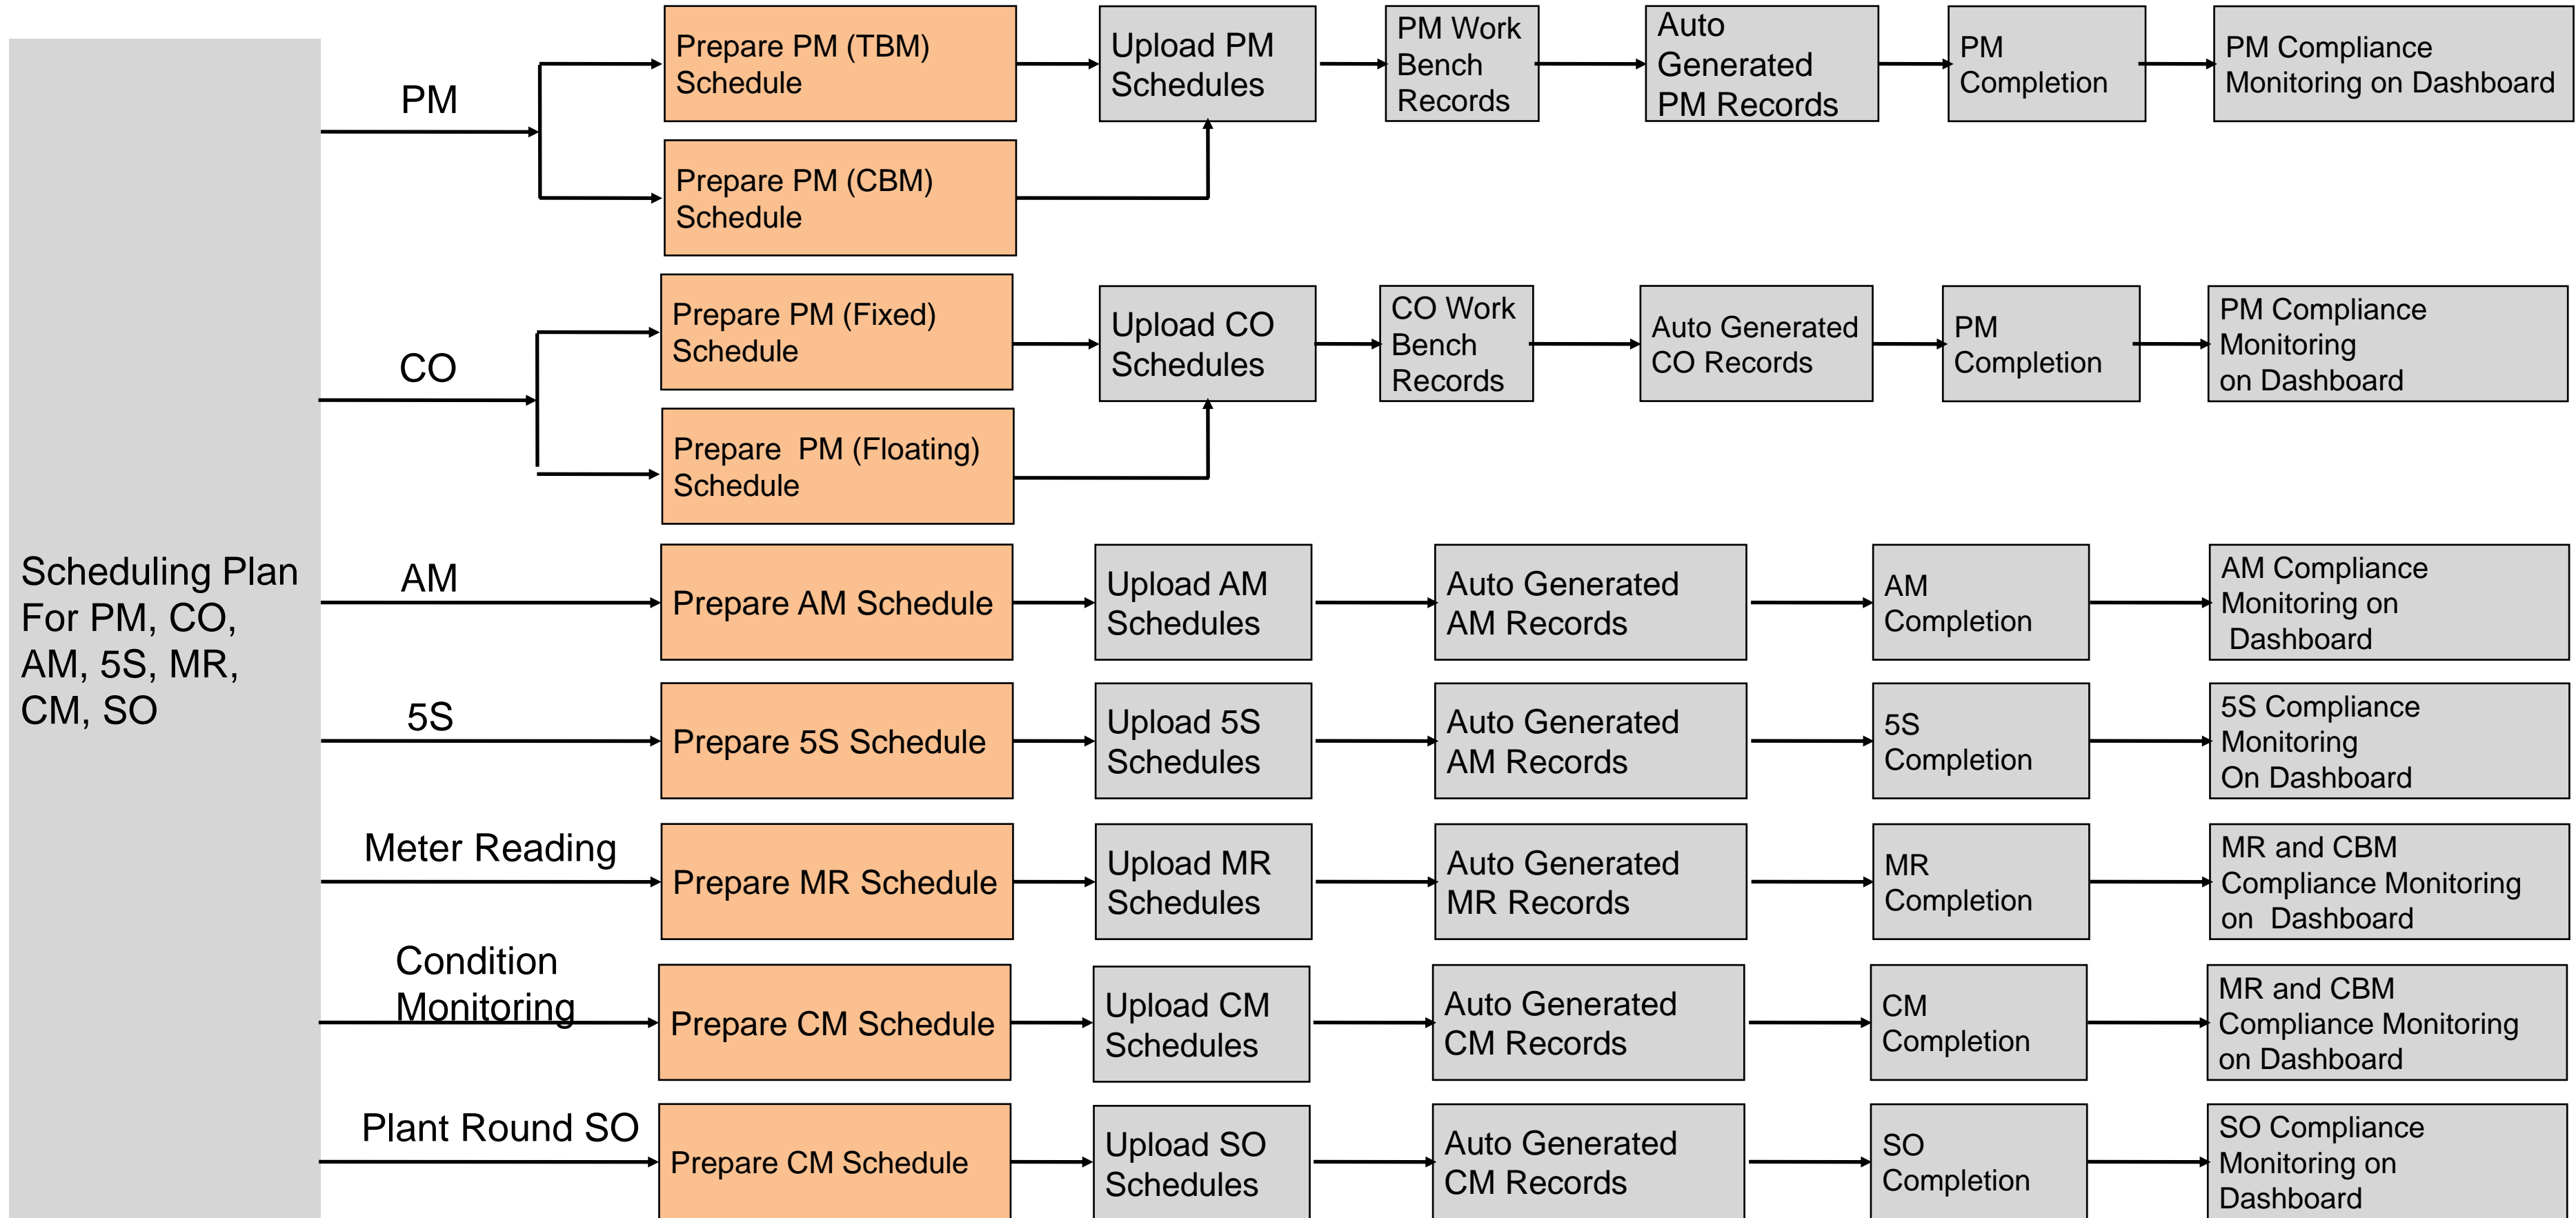 Scheduling Plan
For PM, CO,
AM, 5S, MR,
CM, SO
PM
Prepare PM (TBM)
Schedule
Prepare PM (CBM)
Schedule
Upload PM
Schedules
PM Work
Bench
Records
Auto
Generated
PM Records
PM
Completion
PM Compliance
Monitoring on Dashboard
CO
Prepare PM (Fixed)
Schedule
Prepare PM (Floating)
Schedule
Upload CO
Schedules
CO Work
Bench
Records
Auto Generated
CO Records
PM
Completion
PM Compliance
Monitoring
on Dashboard
AM
Prepare AM Schedule
Upload AM
Schedules
Auto Generated
AM Records
AM
Completion
AM Compliance
Monitoring on
Dashboard
5S
Prepare 5S Schedule
Upload 5S
Schedules
Auto Generated
AM Records
5S
Completion
5S Compliance
Monitoring
On Dashboard
Meter Reading
Prepare MR Schedule
Upload MR
Schedules
Auto Generated
MR Records
MR
Completion
MR and CBM
Compliance Monitoring
on Dashboard
Condition
Monitoring
Prepare CM Schedule
Upload CM
Schedules
Auto Generated
CM Records
CM
Completion
MR and CBM
Compliance Monitoring
on Dashboard
Plant Round SO
Prepare CM Schedule
Upload SO
Schedules
Auto Generated
CM Records
SO
Completion
SO Compliance
Monitoring on
Dashboard